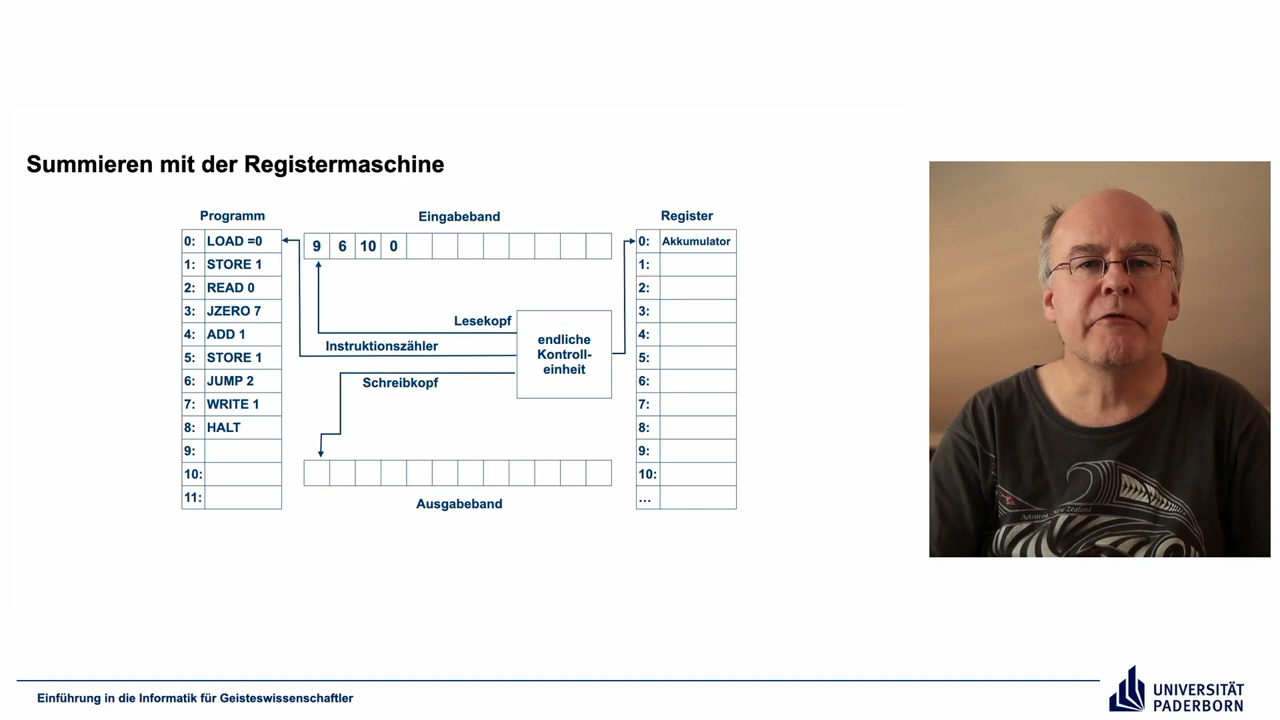 Summieren mit der Registermaschine
Programm
Eingabeband
Register
0: LOAD =0
1: STORE 1
2: READ 0
3: JZERO 7
4: ADD 1
5: STORE 1
6: JUMP 2
7: WRITE 1
8: HALT
9:
10:
11:
9 6 10 0
Lesekopf
Instruktionszähler
Schreibkopf
endliche
Kontroll-
einheit
Ausgabeband
0: Akkumulator
1:
2:
3:
4:
5:
6:
7:
8:
9:
10:
...
Aotearoa New Zealand
Einführung in die Informatik für Geisteswissenschaftler
UNIVERSITÄT
PADERBORN